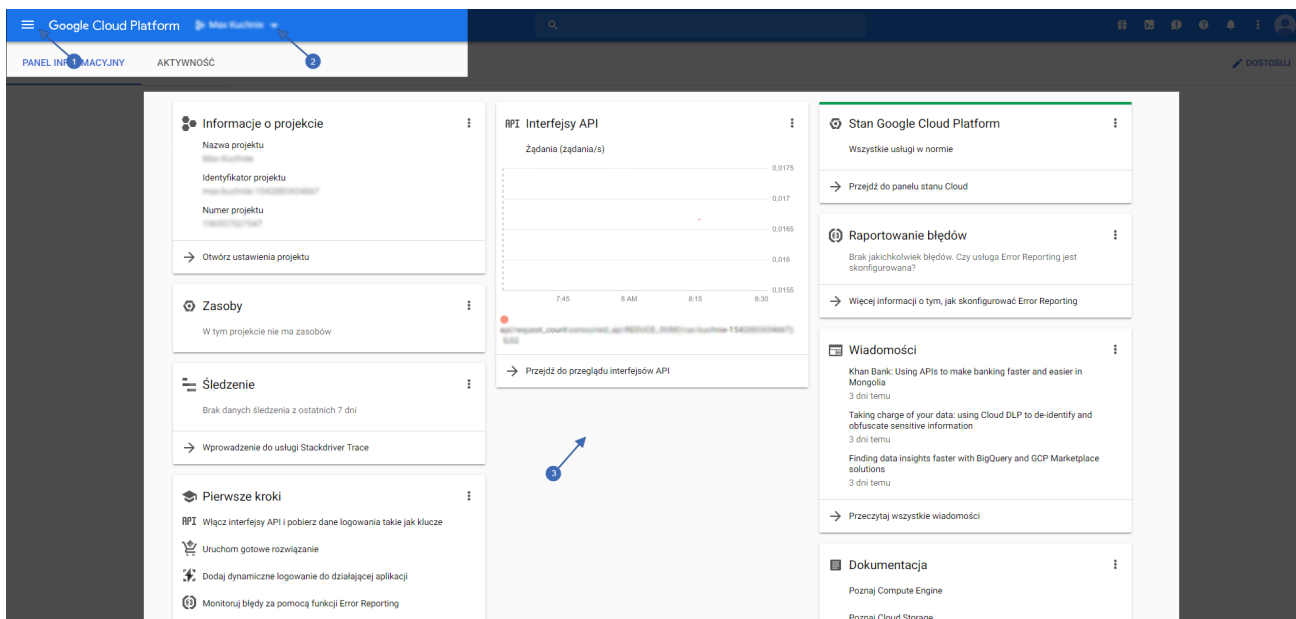 Google Cloud Platform
Max Kuchnie
1
2
PANEL INFORMACYJNY
AKTYWNOŚĆ
DOSTOSUJ
Informacje o projekcie
Nazwa projektu
Identyfikator projektu
Numer projektu
Otwórz ustawienia projektu
Zasoby
W tym projekcie nie ma zasobów
Śledzenie
Brak danych śledzenia z ostatnich 7 dni
Wprowadzenie do usługi Stackdriver Trace
Pierwsze kroki
API Włącz interfejsy API i pobierz dane logowania takie jak klucze
Uruchom gotowe rozwiązanie
Dodaj dynamiczne logowanie do działającej aplikacji
Monitoruj błędy za pomocą funkcji Error Reporting
API Interfejsy API
Żądania (żądania/s)
0,0175
0,017
0,0165
0,016
0,0155
7:45
8 AM
8:15
8:30
Przejdź do przeglądu interfejsów API
3
Stan Google Cloud Platform
Wszystkie usługi w normie
Przejdź do panelu stanu Cloud
Raportowanie błędów
Brak jakichkolwiek błędów. Czy usługa Error Reporting jest
skonfigurowana?
Więcej informacji o tym, jak skonfigurować Error Reporting
Wiadomości
Khan Bank: Using APIs to make banking faster and easier in
Mongolia
3 dni temu
Taking charge of your data: using Cloud DLP to de-identify and
obfuscate sensitive information
3 dni temu
Finding data insights faster with BigQuery and GCP Marketplace
solutions
3 dni temu
Przeczytaj wszystkie wiadomości
Dokumentacja
Poznaj Compute Engine
Poznaj Cloud Storage